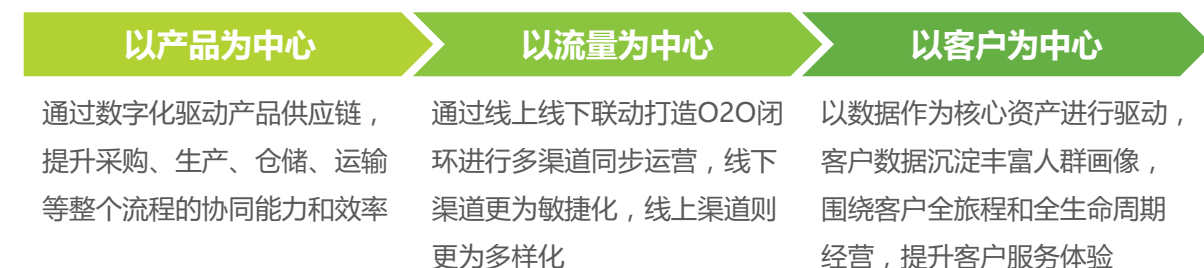 以产品为中心
通过数字化驱动产品供应链，
提升采购、生产、仓储、运输
等整个流程的协同能力和效率
以流量为中心
通过线上线下联动打造O2O闭
环进行多渠道同步运营，线下
渠道更为敏捷化，线上渠道则
更为多样化
以客户为中心
以数据作为核心资产进行驱动，
客户数据沉淀丰富人群画像，
围绕客户全旅程和全生命周期
经营，提升客户服务体验